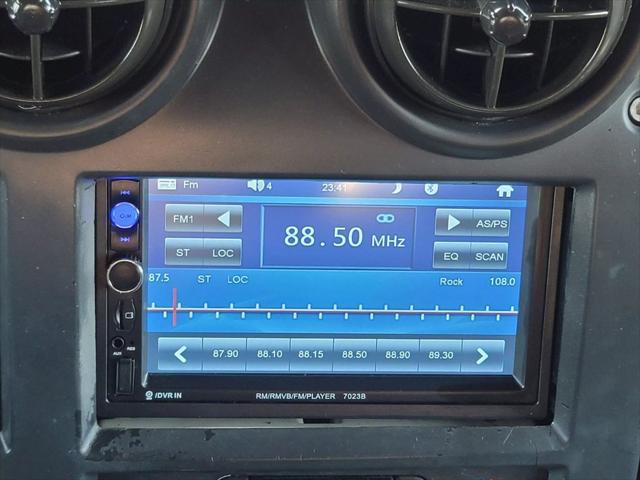 Fm 4 23:41
FM1 88.50 MHz AS/PS
ST LOC EQ SCAN
87.5 ST LOC Rock 108.0
87.90 88.10 88.15 88.50 88.90 89.30
AUX RES
/DVR IN RM/RMVB/FM/PLAYER 7023B